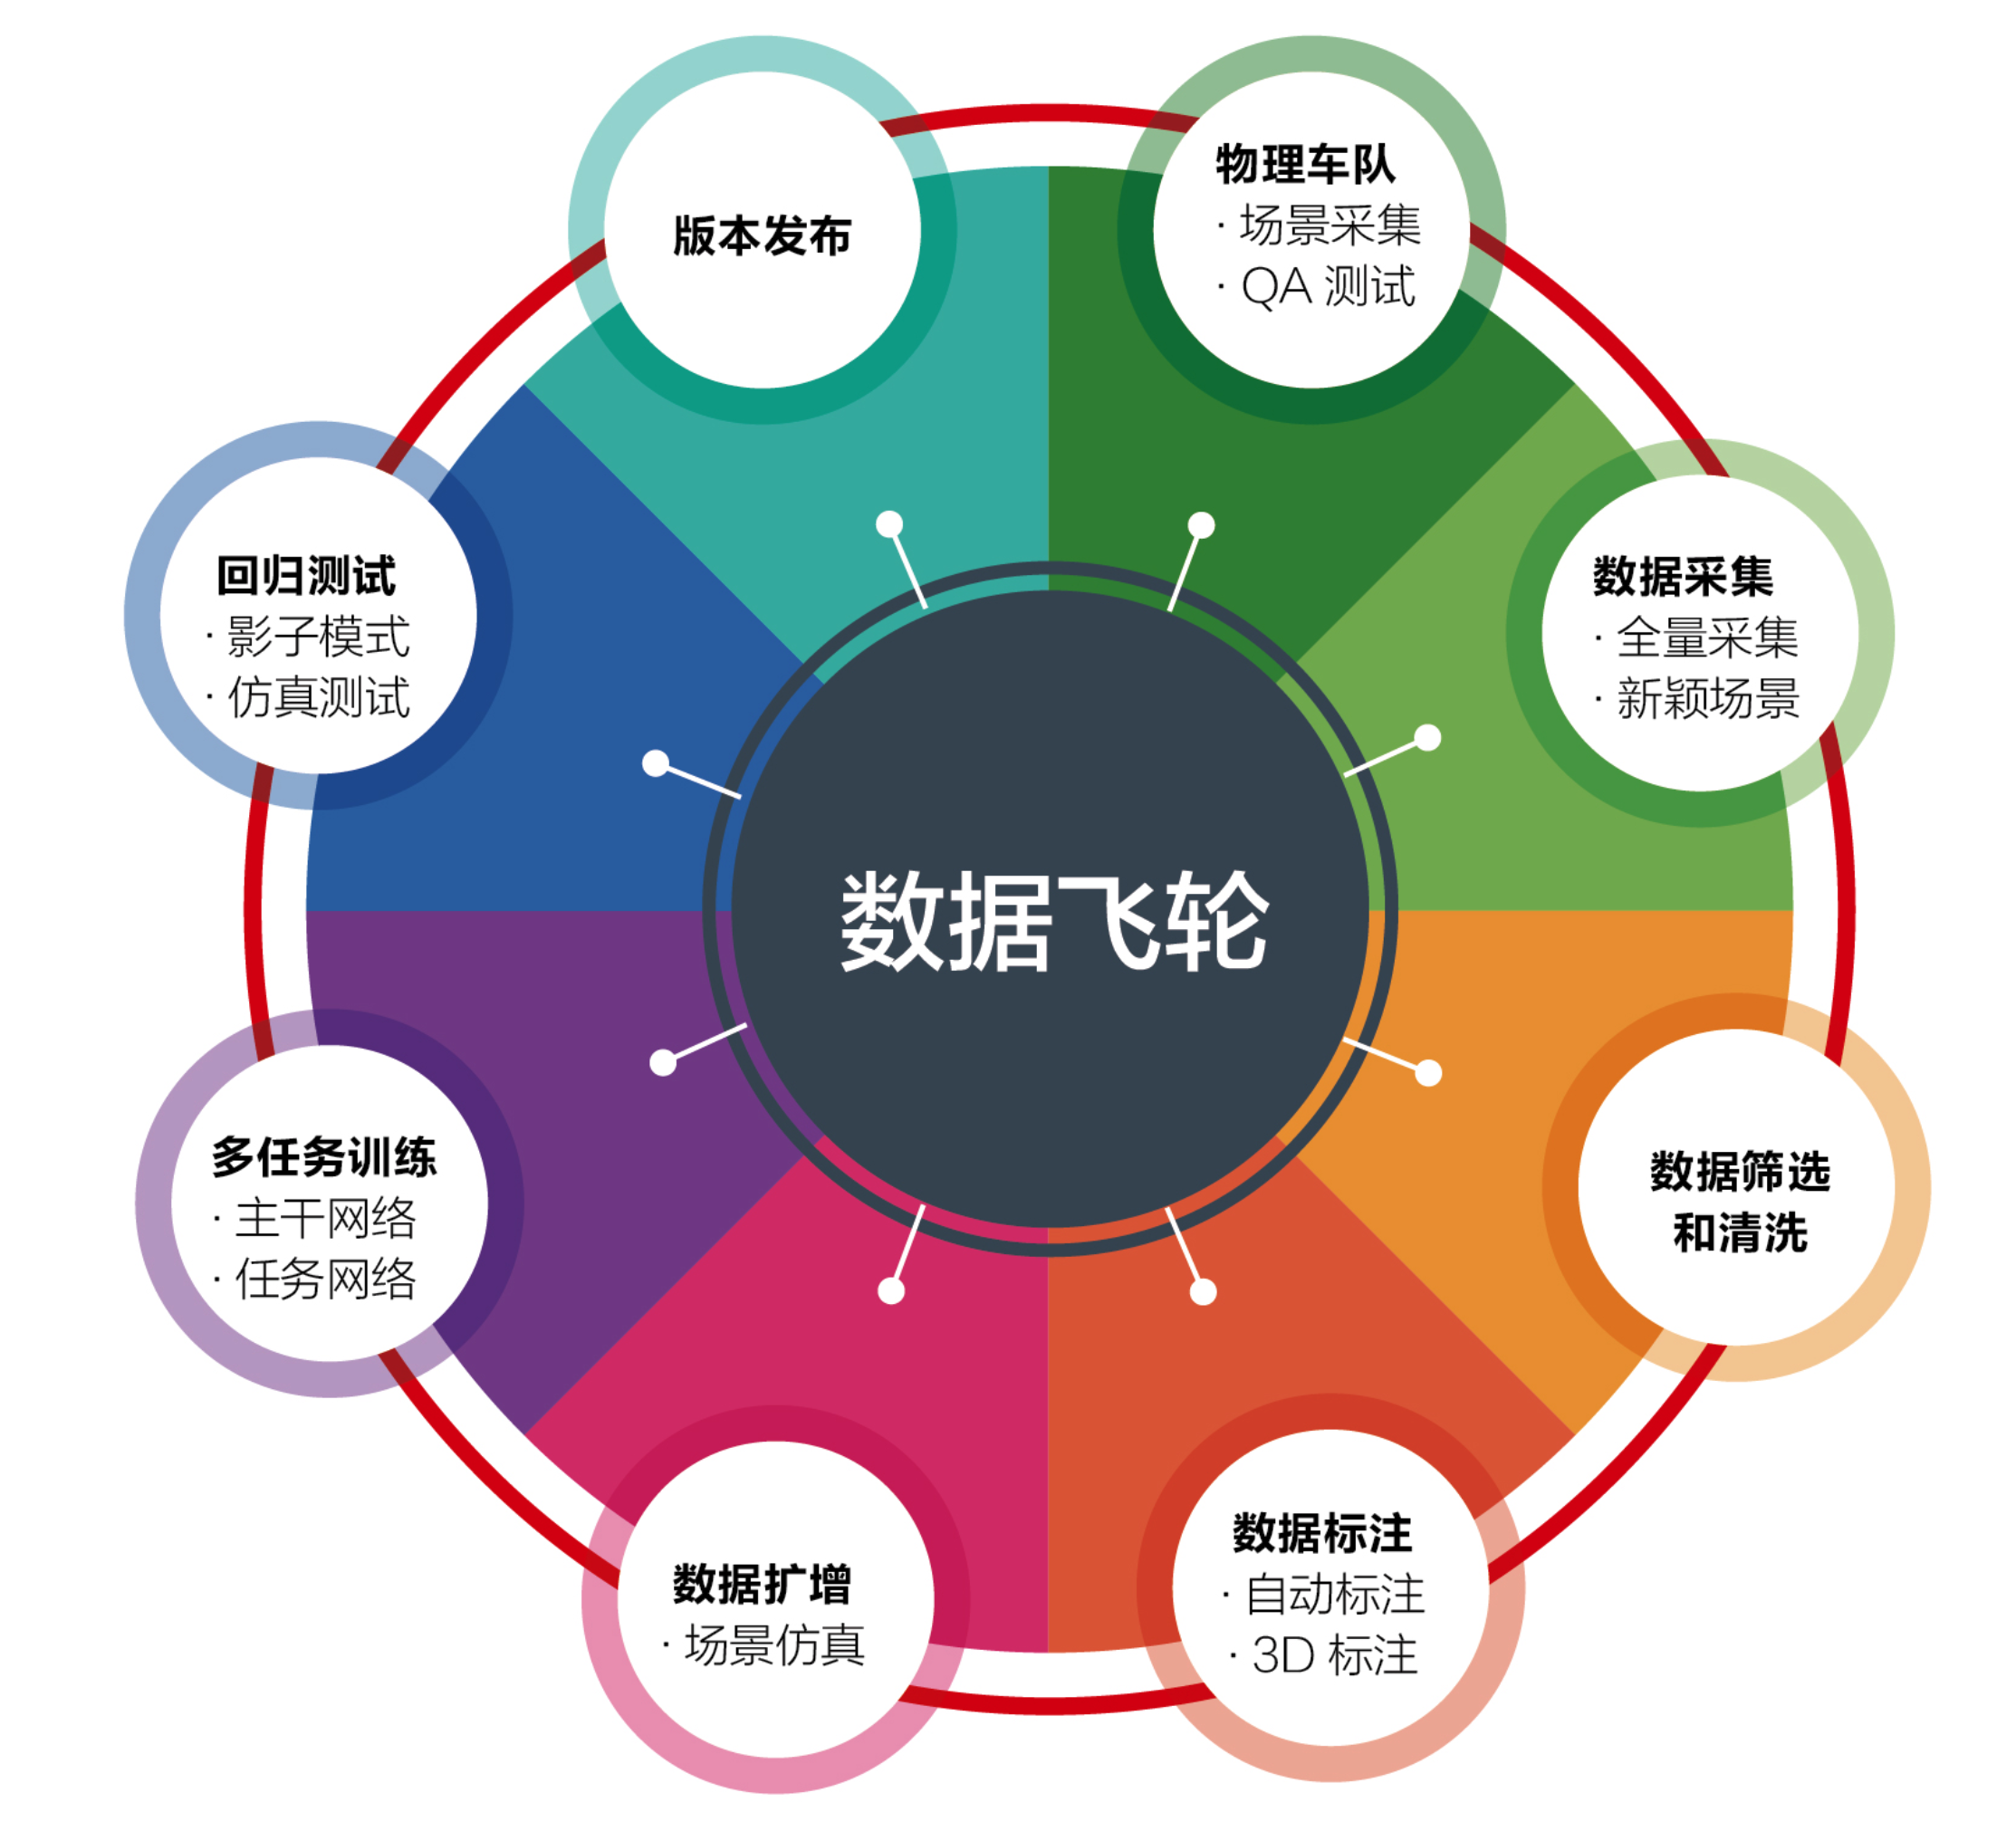 版本发布
物理车队
· 场景采集
· QA 测试
数据采集
· 全量采集
· 新颖场景
数据筛选
和清洗
数据标注
· 自动标注
· 3D 标注
数据扩增
· 场景仿真
多任务训练
· 主干网络
· 任务网络
回归测试
· 影子模式
· 仿真测试
数据飞轮